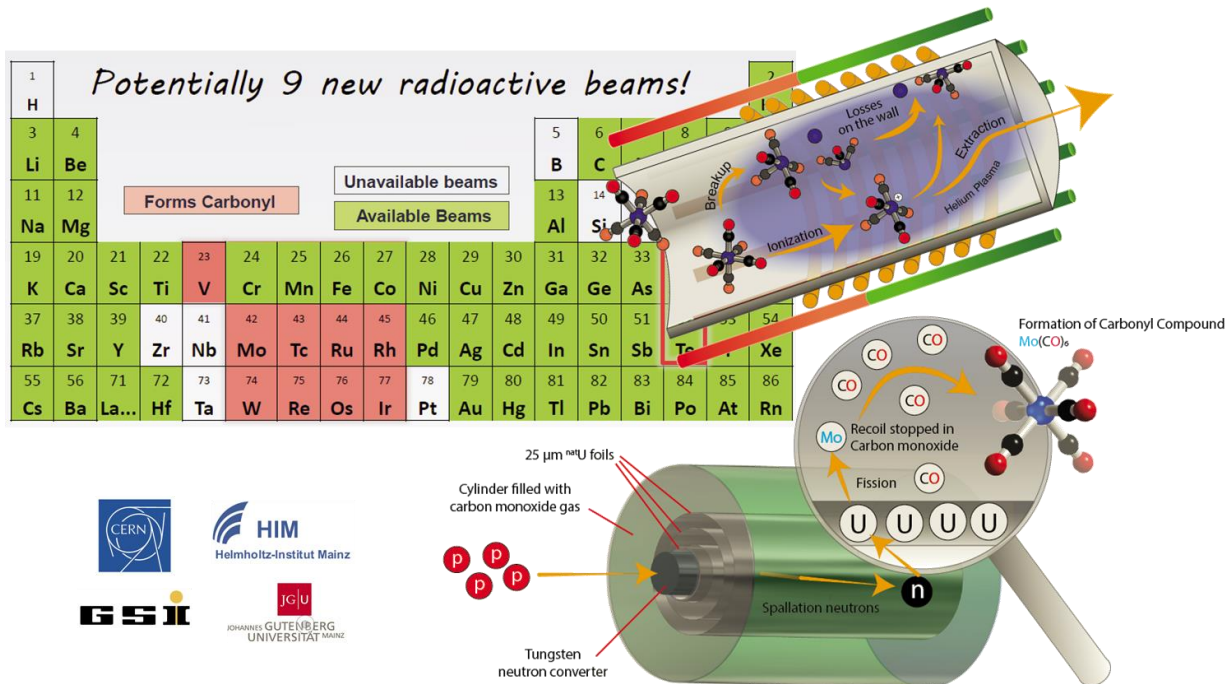 Potentially 9 new radioactive beams!
1
H
2
3
Li
4
Be
5
B
6
C
8
11
Na
12
Mg
13
Al
14
Si
Forms Carbonyl
Unavailable beams
Available Beams
19
K
20
Ca
21
Sc
22
Ti
23
V
24
Cr
25
Mn
26
Fe
27
Co
28
Ni
29
Cu
30
Zn
31
Ga
32
Ge
33
As
37
Rb
38
Sr
39
Y
40
Zr
41
Nb
42
Mo
43
Tc
44
Ru
45
Rh
46
Pd
47
Ag
48
Cd
49
In
50
Sn
51
Sb
Te
53
I
54
Xe
55
Cs
56
Ba
71
La...
72
Hf
73
Ta
74
W
75
Re
76
Os
77
Ir
78
Pt
79
Au
80
Hg
81
Tl
82
Pb
83
Bi
84
Po
85
At
86
Rn
Breakup
Ionization
Losses
on the wall
Extraction
Helium Plasma
+
Formation of Carbonyl Compound
Mo(CO)₆
CO
CO
CO
CO
Mo
Recoil stopped in
Carbon monoxide
Fission
CO
U U U U
25 µm ⁿᵃᵗU foils
Cylinder filled with
carbon monoxide gas
p
p
p
p
n
Spallation neutrons
Tungsten
neutron converter
CERN
HIM
Helmholtz-Institut Mainz
GSI
JG|U
JOHANNES GUTENBERG
UNIVERSITÄT MAINZ